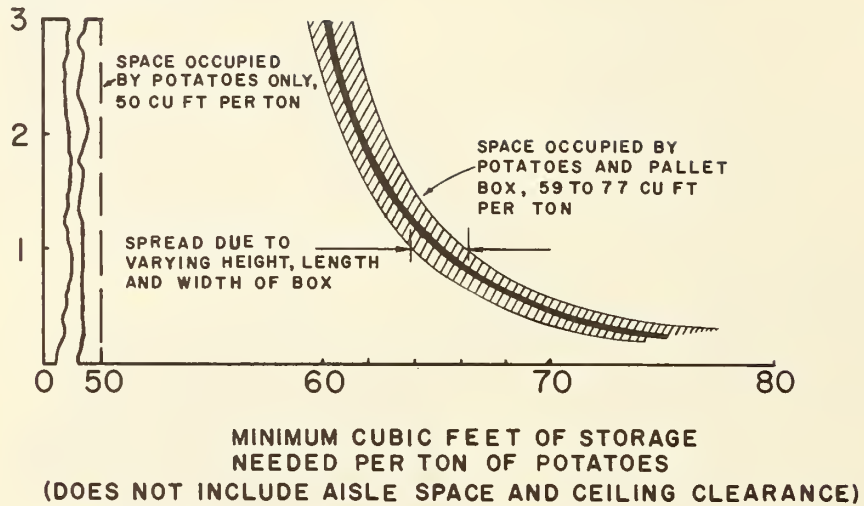 3
SPACE OCCUPIED
BY POTATOES ONLY,
50 CU FT PER TON
2
SPACE OCCUPIED BY
POTATOES AND PALLET
BOX, 59 TO 77 CU FT
PER TON
1
SPREAD DUE TO
VARYING HEIGHT, LENGTH
AND WIDTH OF BOX
0 50 60 70 80
MINIMUM CUBIC FEET OF STORAGE
NEEDED PER TON OF POTATOES
(DOES NOT INCLUDE AISLE SPACE AND CEILING CLEARANCE)